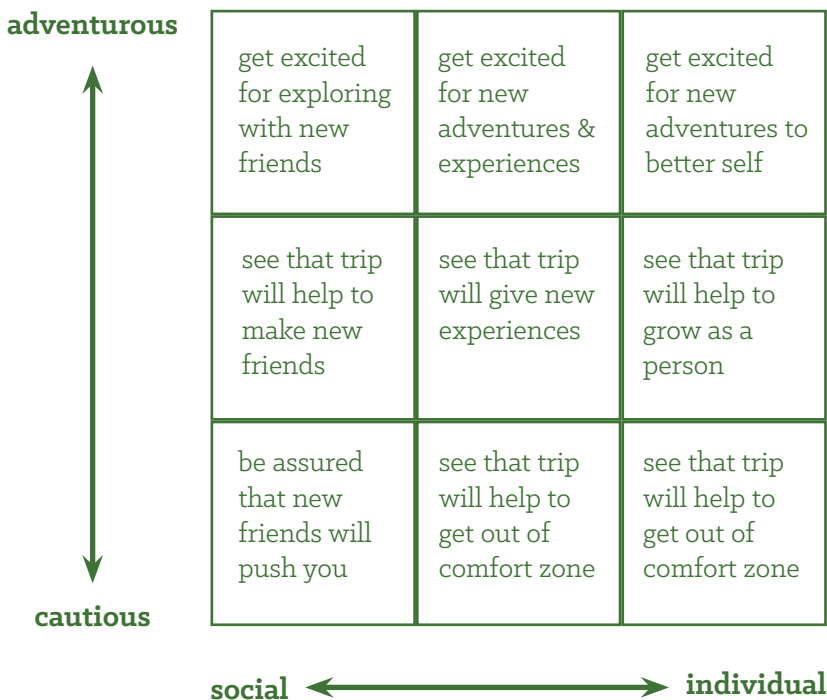 adventurous
get excited
for exploring
with new
friends
get excited
for new
adventures &
experiences
get excited
for new
adventures to
better self
see that trip
will help to
make new
friends
see that trip
will give new
experiences
see that trip
will help to
grow as a
person
be assured
that new
friends will
push you
see that trip
will help to
get out of
comfort zone
see that trip
will help to
get out of
comfort zone
cautious
social
individual